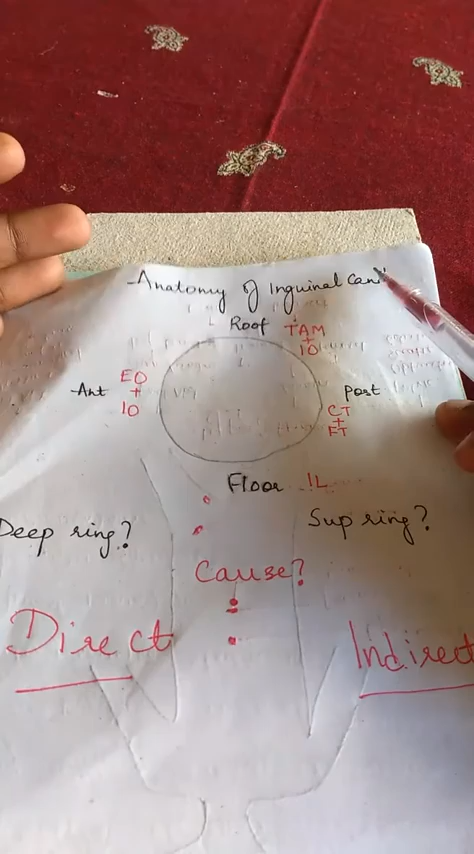 Anatomy of Inguinal Can
Roof TAM
+
IO
Ant EO
+
IO
Post
CT
+
FT
Floor IL
Deep ring?
Sup ring?
Cause?
Direct
Indirect